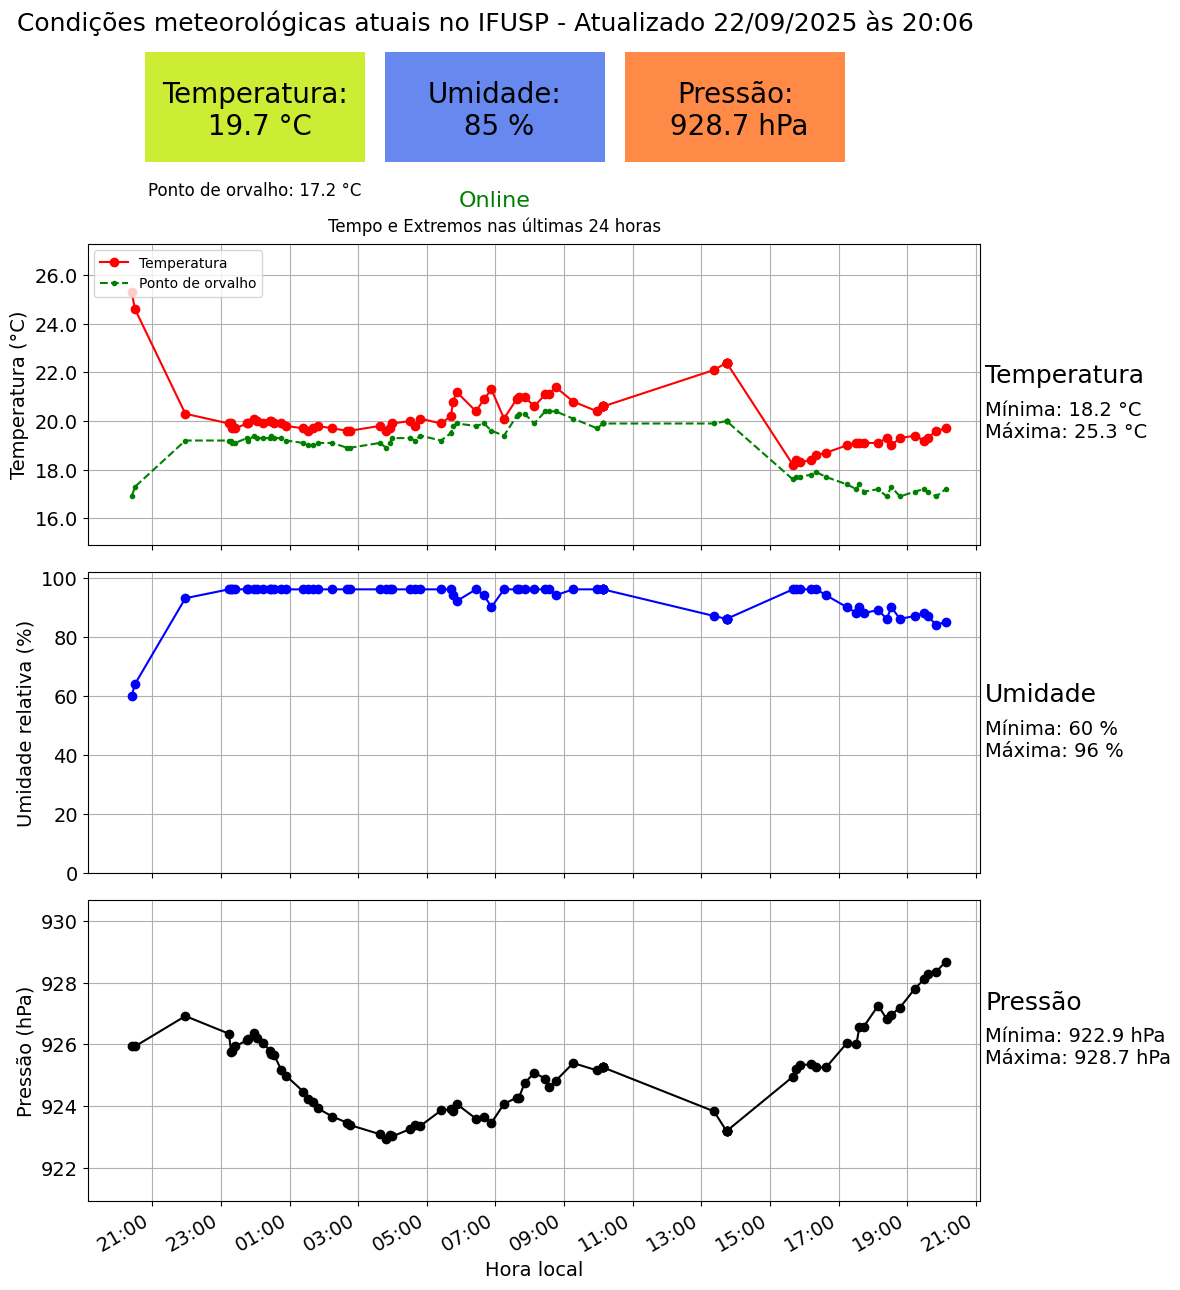 Condições meteorológicas atuais no IFUSP - Atualizado 22/09/2025 às 20:06
Temperatura:
19.7 °C
Umidade:
85 %
Pressão:
928.7 hPa
Ponto de orvalho: 17.2 °C
Online
Tempo e Extremos nas últimas 24 horas
Temperatura
Ponto de orvalho
Temperatura (°C)
26.0
24.0
22.0
20.0
18.0
16.0
Temperatura
Mínima: 18.2 °C
Máxima: 25.3 °C
Umidade relativa (%)
100
80
60
40
20
0
Umidade
Mínima: 60 %
Máxima: 96 %
Pressão (hPa)
930
928
926
924
922
Pressão
Mínima: 922.9 hPa
Máxima: 928.7 hPa
21:00
23:00
01:00
03:00
05:00
07:00
09:00
11:00
13:00
15:00
17:00
19:00
21:00
Hora local